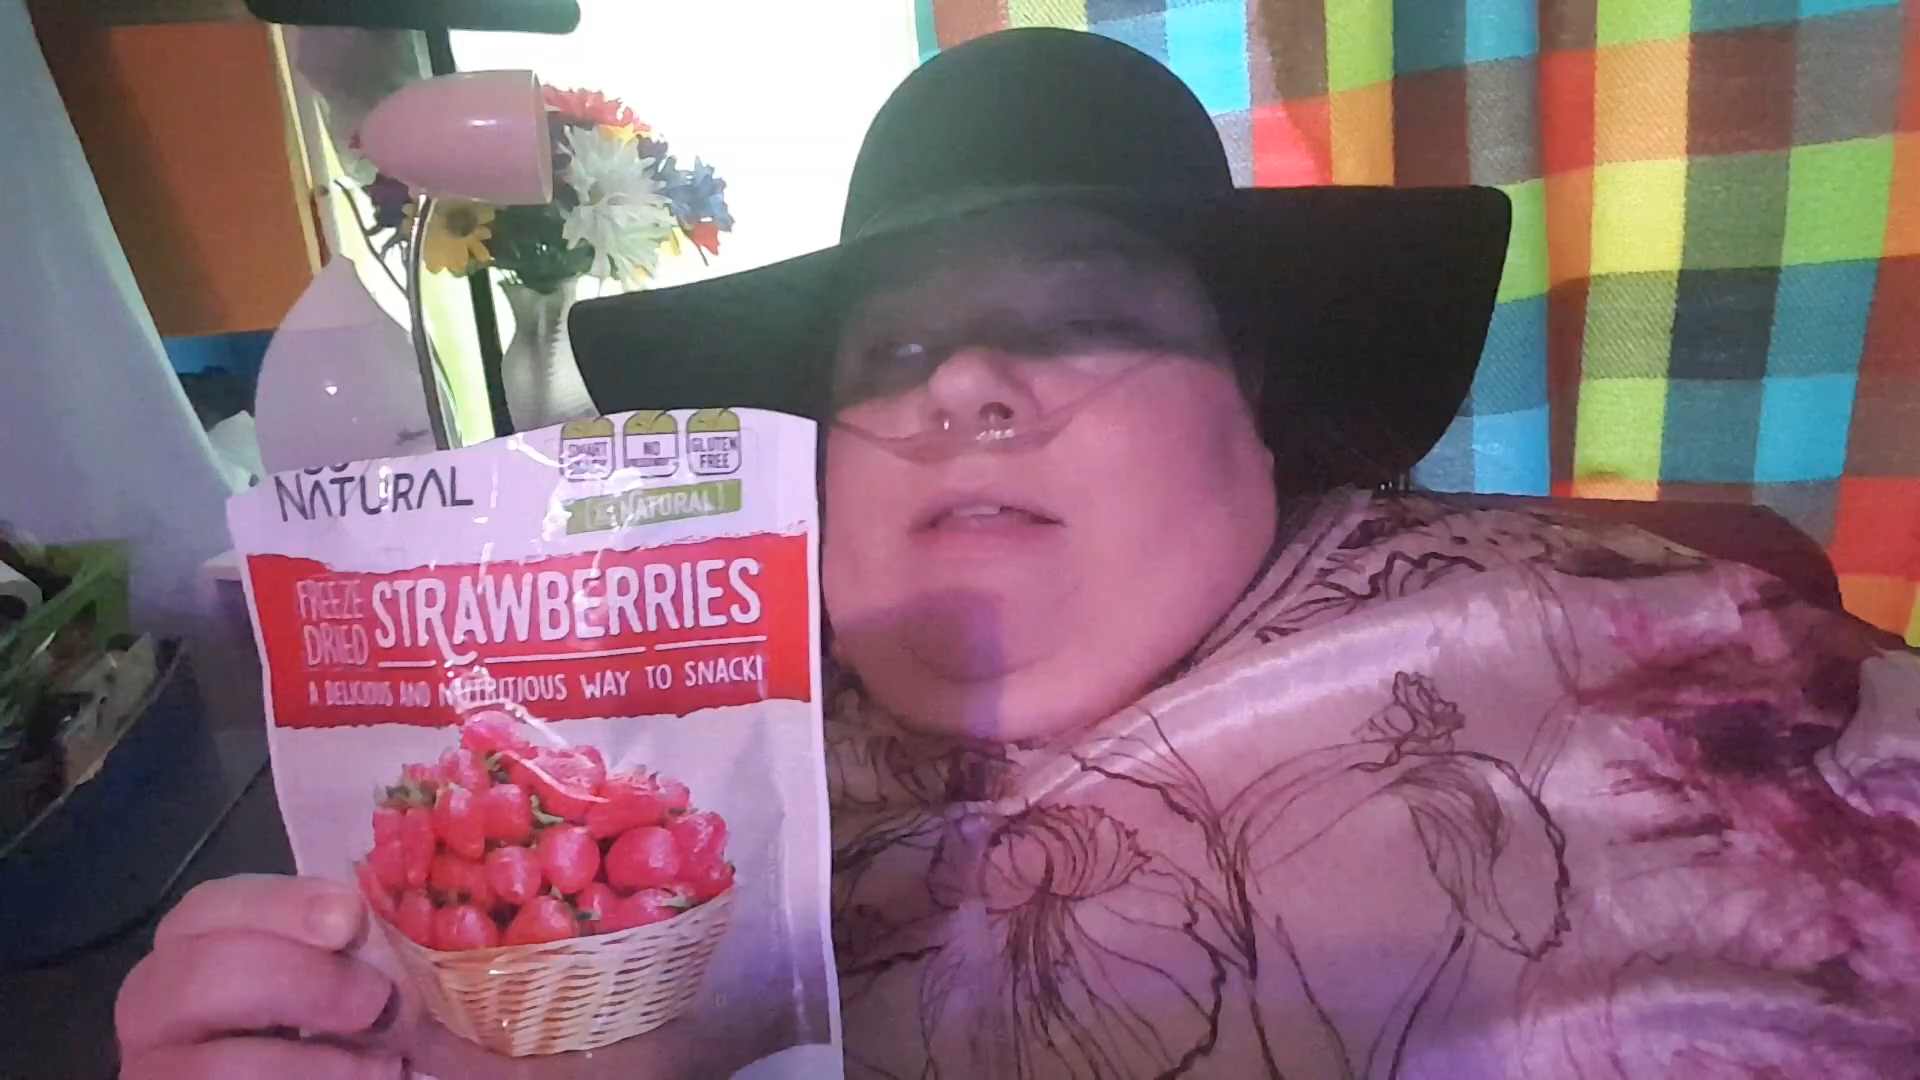 NATURAL
SMART
NO
GLUTEN
FREE
NATURAL
FREEZE
DRIED
STRAWBERRIES
A DELICIOUS AND NUTRITIOUS WAY TO SNACK!